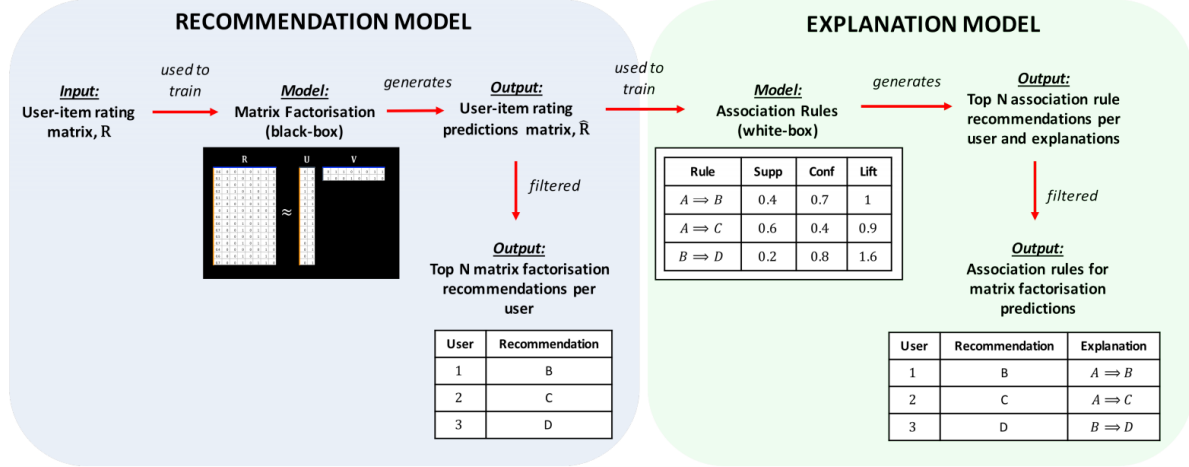 RECOMMENDATION MODEL
Input:
User-item rating
matrix, R
used to
train
Model:
Matrix Factorisation
(black-box)
R U V
≈
generates
Output:
User-item rating
predictions matrix, R̂
filtered
Output:
Top N matrix factorisation
recommendations per
user
User Recommendation
1 B
2 C
3 D
used to
train
EXPLANATION MODEL
Model:
Association Rules
(white-box)
Rule Supp Conf Lift
A ⟹ B 0.4 0.7 1
A ⟹ C 0.6 0.4 0.9
B ⟹ D 0.2 0.8 1.6
generates
Output:
Top N association rule
recommendations per
user and explanations
filtered
Output:
Association rules for
matrix factorisation
predictions
User Recommendation Explanation
1 B A ⟹ B
2 C A ⟹ C
3 D B ⟹ D